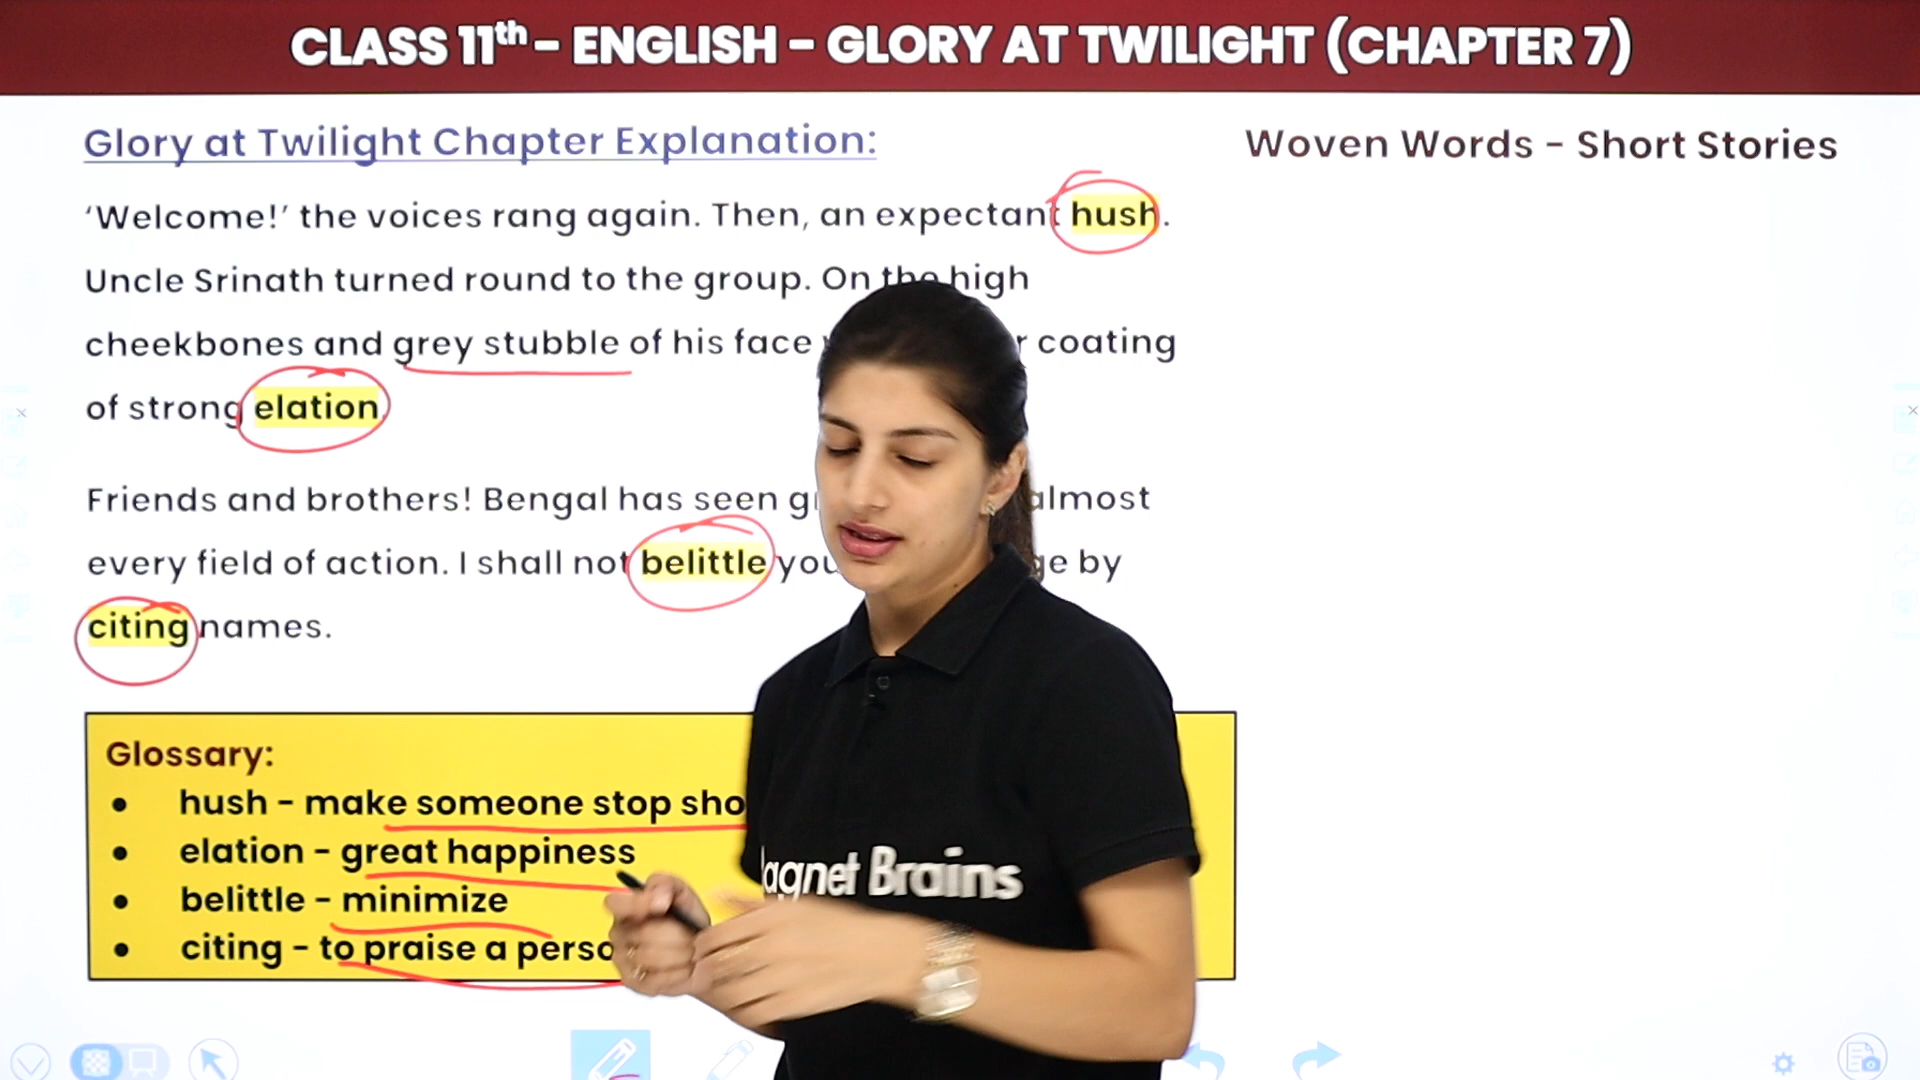 CLASS 11th – ENGLISH – GLORY AT TWILIGHT (CHAPTER 7)
Glory at Twilight Chapter Explanation:
Woven Words – Short Stories
‘Welcome!’ the voices rang again. Then, an expectant hush.
Uncle Srinath turned round to the group. On the high
cheekbones and grey stubble of his face coating
of strong elation.
Friends and brothers! Bengal has seen almost
every field of action. I shall not belittle by
citing names.
Glossary:
• hush – make someone stop
• elation – great happiness
• belittle – minimize
• citing – to praise a
Brains